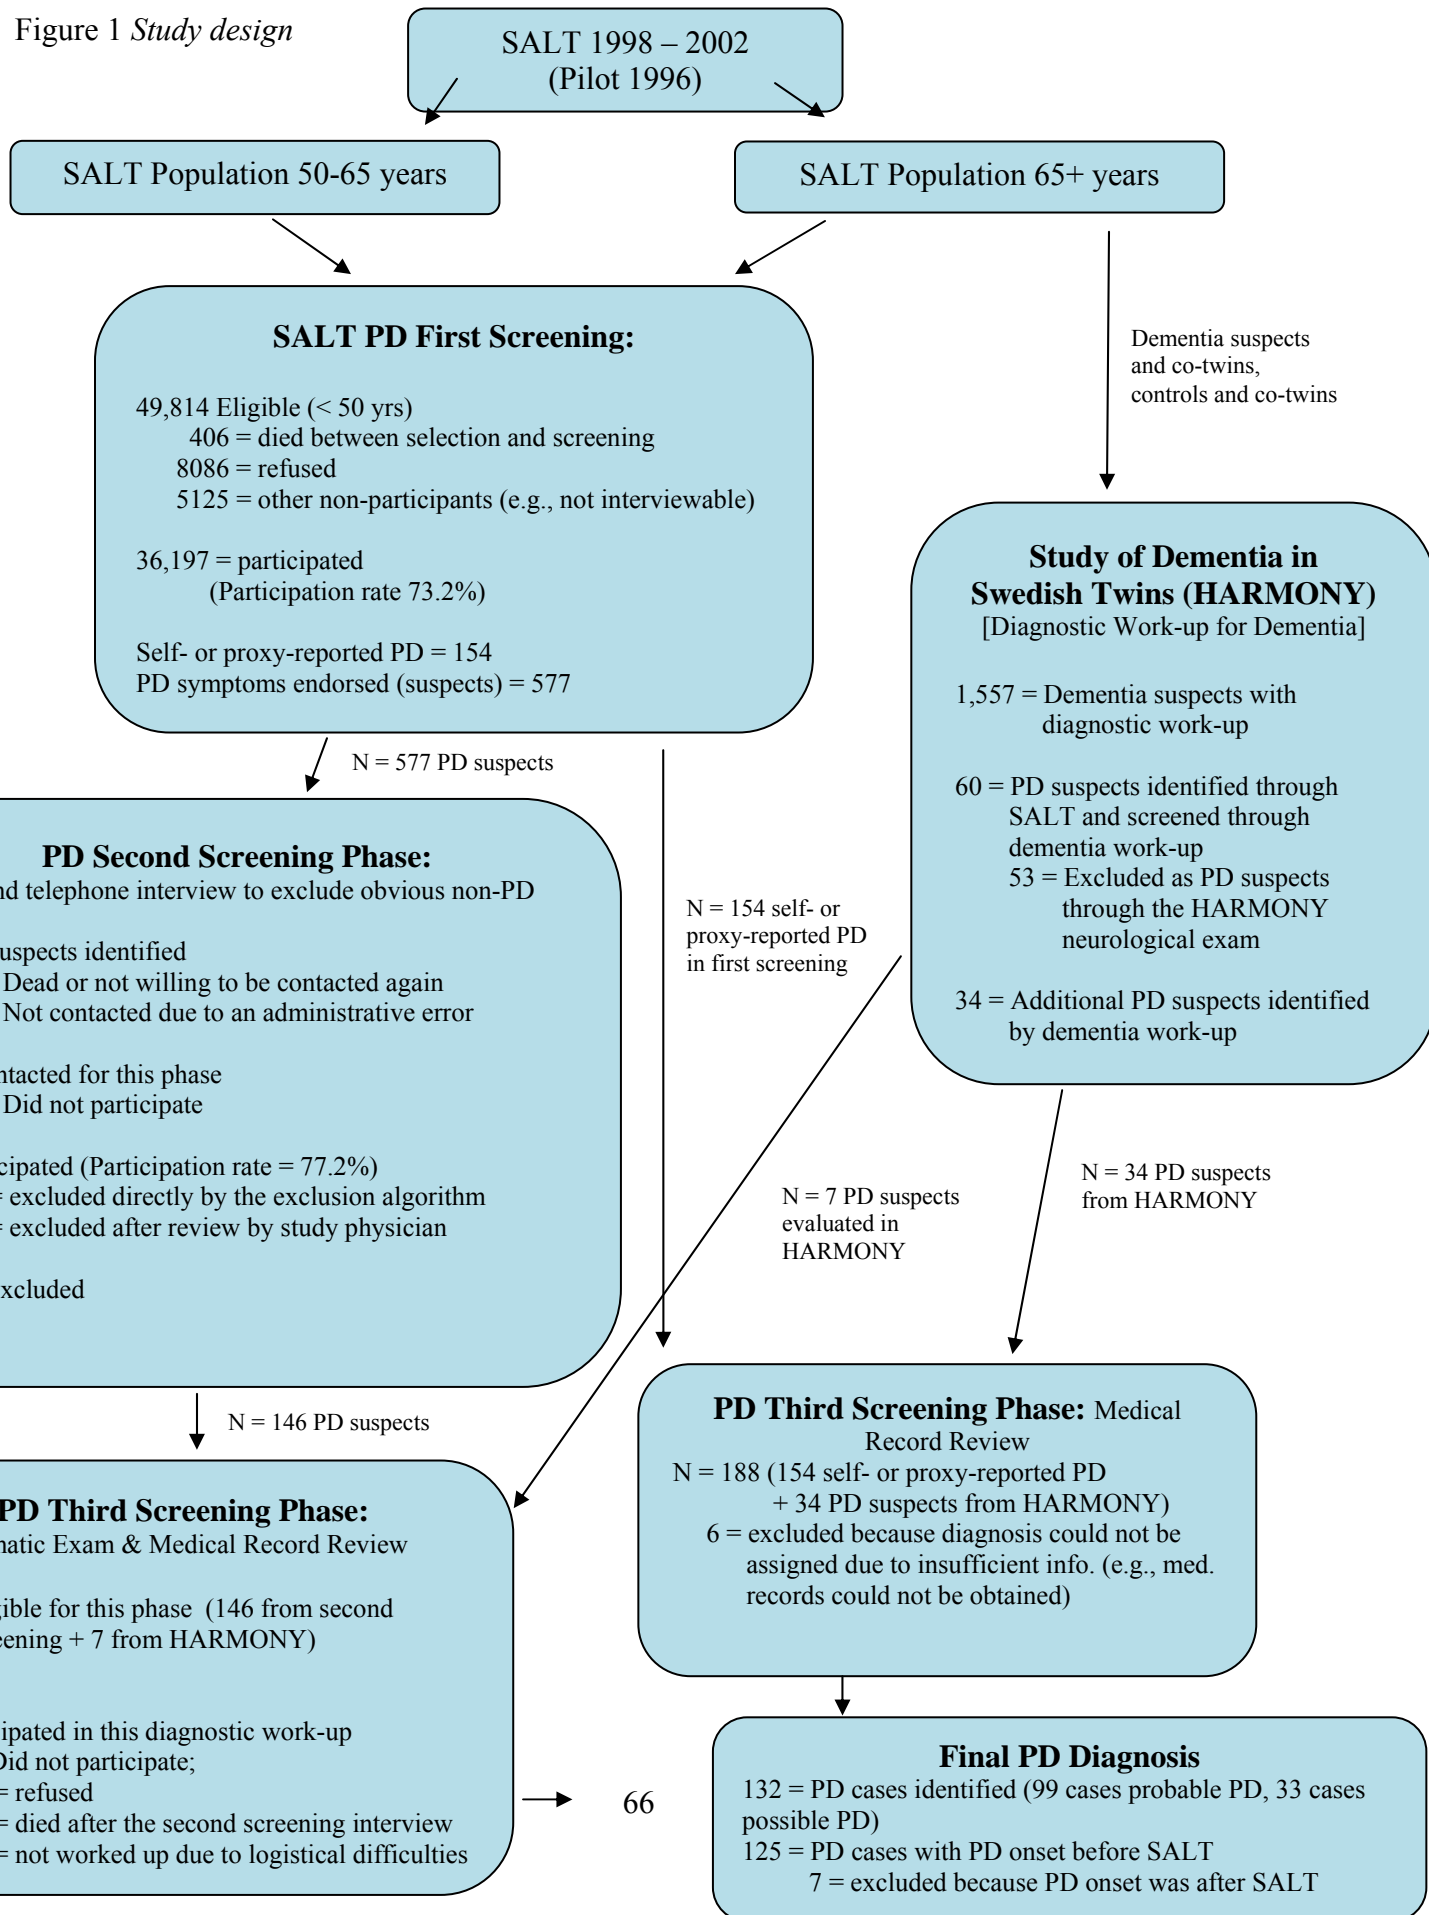 Figure 1 Study design
SALT 1998 – 2002
(Pilot 1996)
SALT Population 50-65 years
SALT Population 65+ years
SALT PD First Screening:
49,814 Eligible (< 50 yrs)
406 = died between selection and screening
8086 = refused
5125 = other non-participants (e.g., not interviewable)
36,197 = participated
(Participation rate 73.2%)
Self- or proxy-reported PD = 154
PD symptoms endorsed (suspects) = 577
Dementia suspects
and co-twins,
controls and co-twins
Study of Dementia in
Swedish Twins (HARMONY)
[Diagnostic Work-up for Dementia]
1,557 = Dementia suspects with
diagnostic work-up
60 = PD suspects identified through
SALT and screened through
dementia work-up
53 = Excluded as PD suspects
through the HARMONY
neurological exam
34 = Additional PD suspects identified
by dementia work-up
N = 577 PD suspects
PD Second Screening Phase:
telephone interview to exclude obvious non-PD
suspects identified
Dead or not willing to be contacted again
Not contacted due to an administrative error
for this phase
Did not participate
(Participation rate = 77.2%)
= excluded directly by the exclusion algorithm
= excluded after review by study physician
xcluded
N = 154 self- or
proxy-reported PD
in first screening
N = 7 PD suspects
evaluated in
HARMONY
N = 34 PD suspects
from HARMONY
N = 146 PD suspects
PD Third Screening Phase:
matic Exam & Medical Record Review
gible for this phase (146 from second
eening + 7 from HARMONY)
ipated in this diagnostic work-up
Did not participate;
= refused
= died after the second screening interview
= not worked up due to logistical difficulties
PD Third Screening Phase: Medical
Record Review
N = 188 (154 self- or proxy-reported PD
+ 34 PD suspects from HARMONY)
6 = excluded because diagnosis could not be
assigned due to insufficient info. (e.g., med.
records could not be obtained)
66
Final PD Diagnosis
132 = PD cases identified (99 cases probable PD, 33 cases
possible PD)
125 = PD cases with PD onset before SALT
7 = excluded because PD onset was after SALT